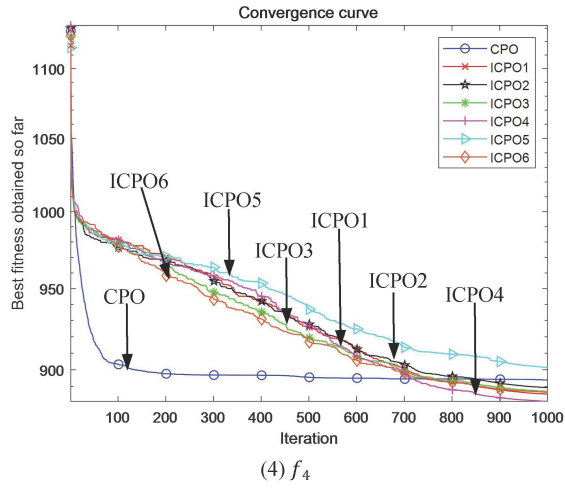 Convergence curve
Best fitness obtained so far
1100
1050
1000
950
900
100 200 300 400 500 600 700 800 900 1000
Iteration
CPO
ICPO1
ICPO2
ICPO3
ICPO4
ICPO5
ICPO6
ICPO6
ICPO5
ICPO3
ICPO1
ICPO2
ICPO4
CPO
(4) f₄